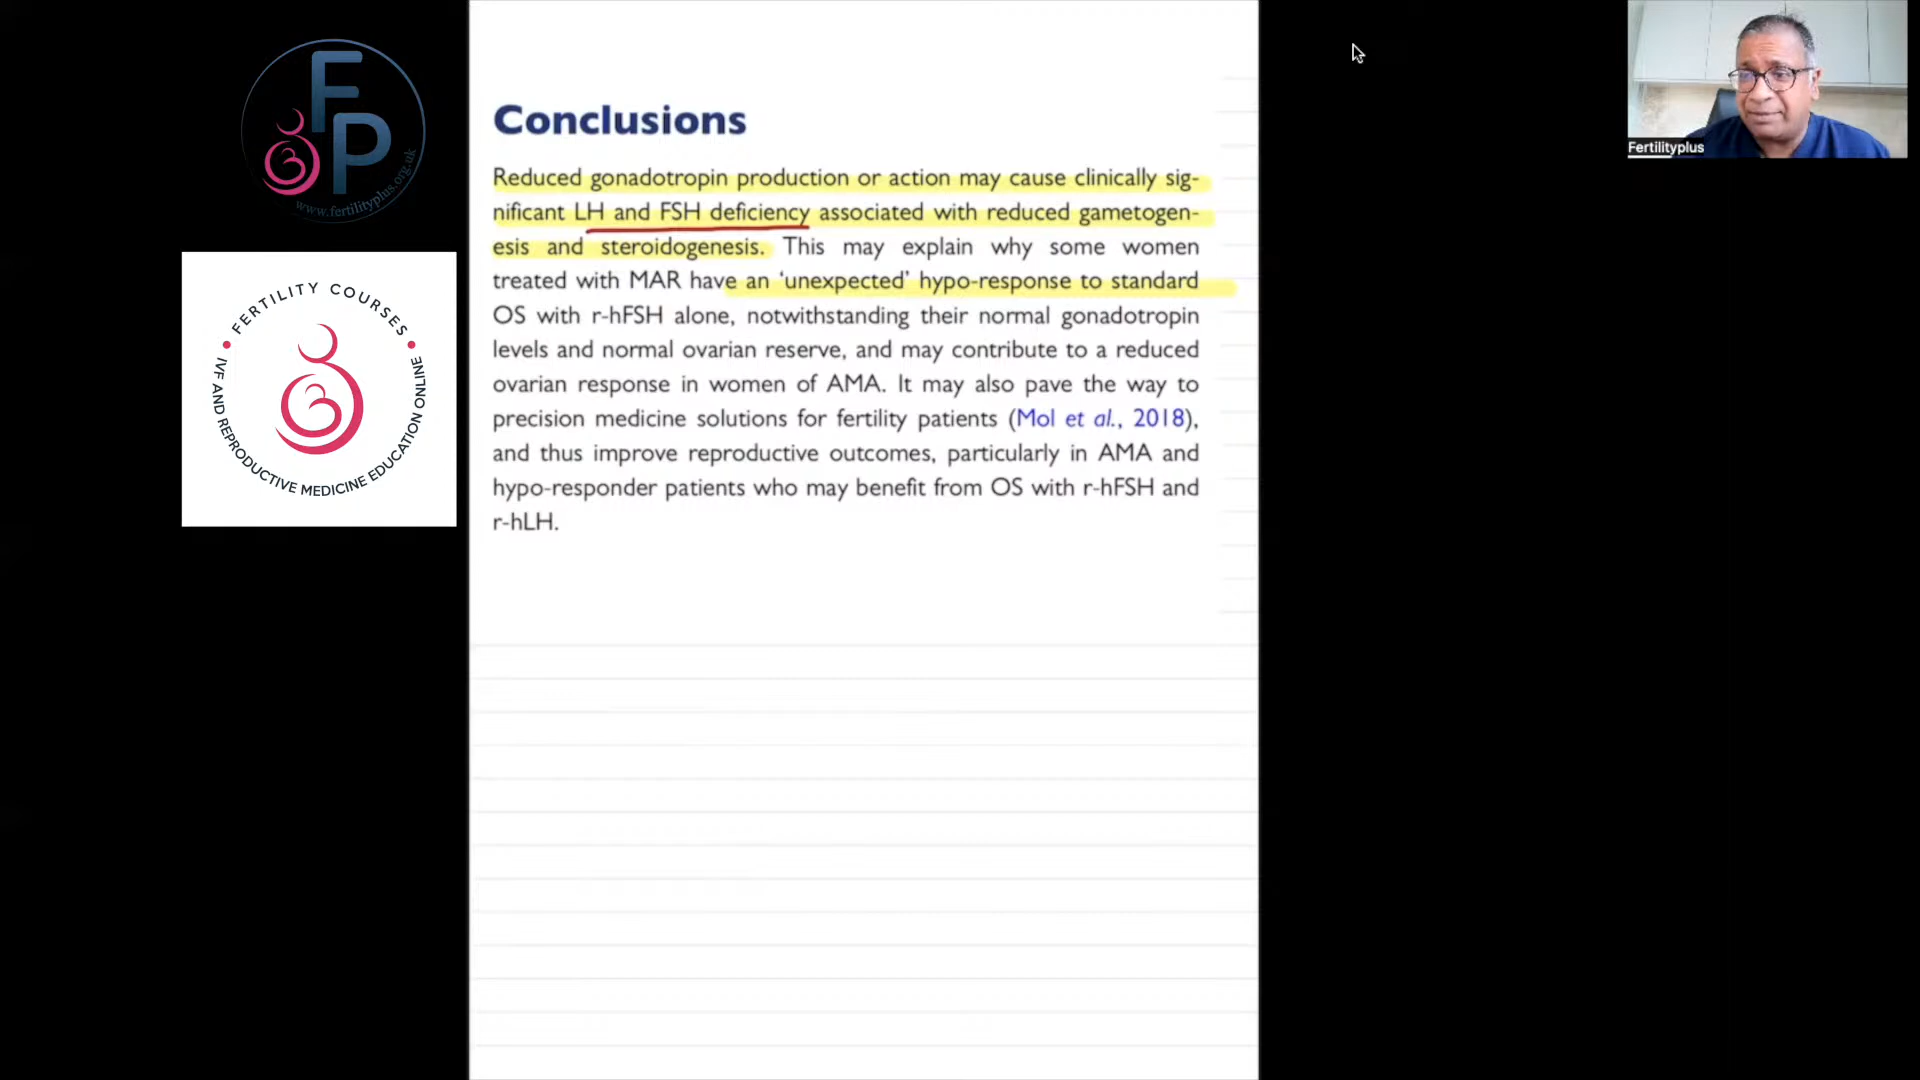 FP
www.fertilityplus.org.uk
• FERTILITY COURSES •
IVF AND REPRODUCTIVE MEDICINE EDUCATION ONLINE
Conclusions
Reduced gonadotropin production or action may cause clinically sig-
nificant LH and FSH deficiency associated with reduced gametogen-
esis and steroidogenesis. This may explain why some women
treated with MAR have an ‘unexpected’ hypo-response to standard
OS with r-hFSH alone, notwithstanding their normal gonadotropin
levels and normal ovarian reserve, and may contribute to a reduced
ovarian response in women of AMA. It may also pave the way to
precision medicine solutions for fertility patients (Mol et al., 2018),
and thus improve reproductive outcomes, particularly in AMA and
hypo-responder patients who may benefit from OS with r-hFSH and
r-hLH.
Fertilityplus